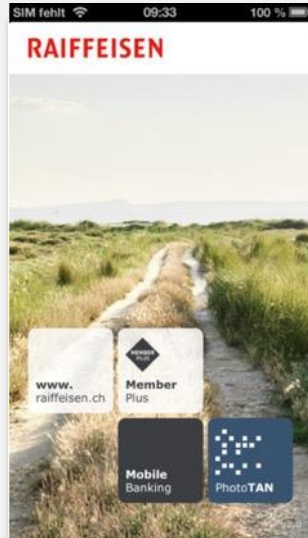 SIM fehlt 09:33 100 %
RAIFFEISEN
www.
raiffeisen.ch
MEMBER
PLUS
Member
Plus
Mobile
Banking
PhotoTAN